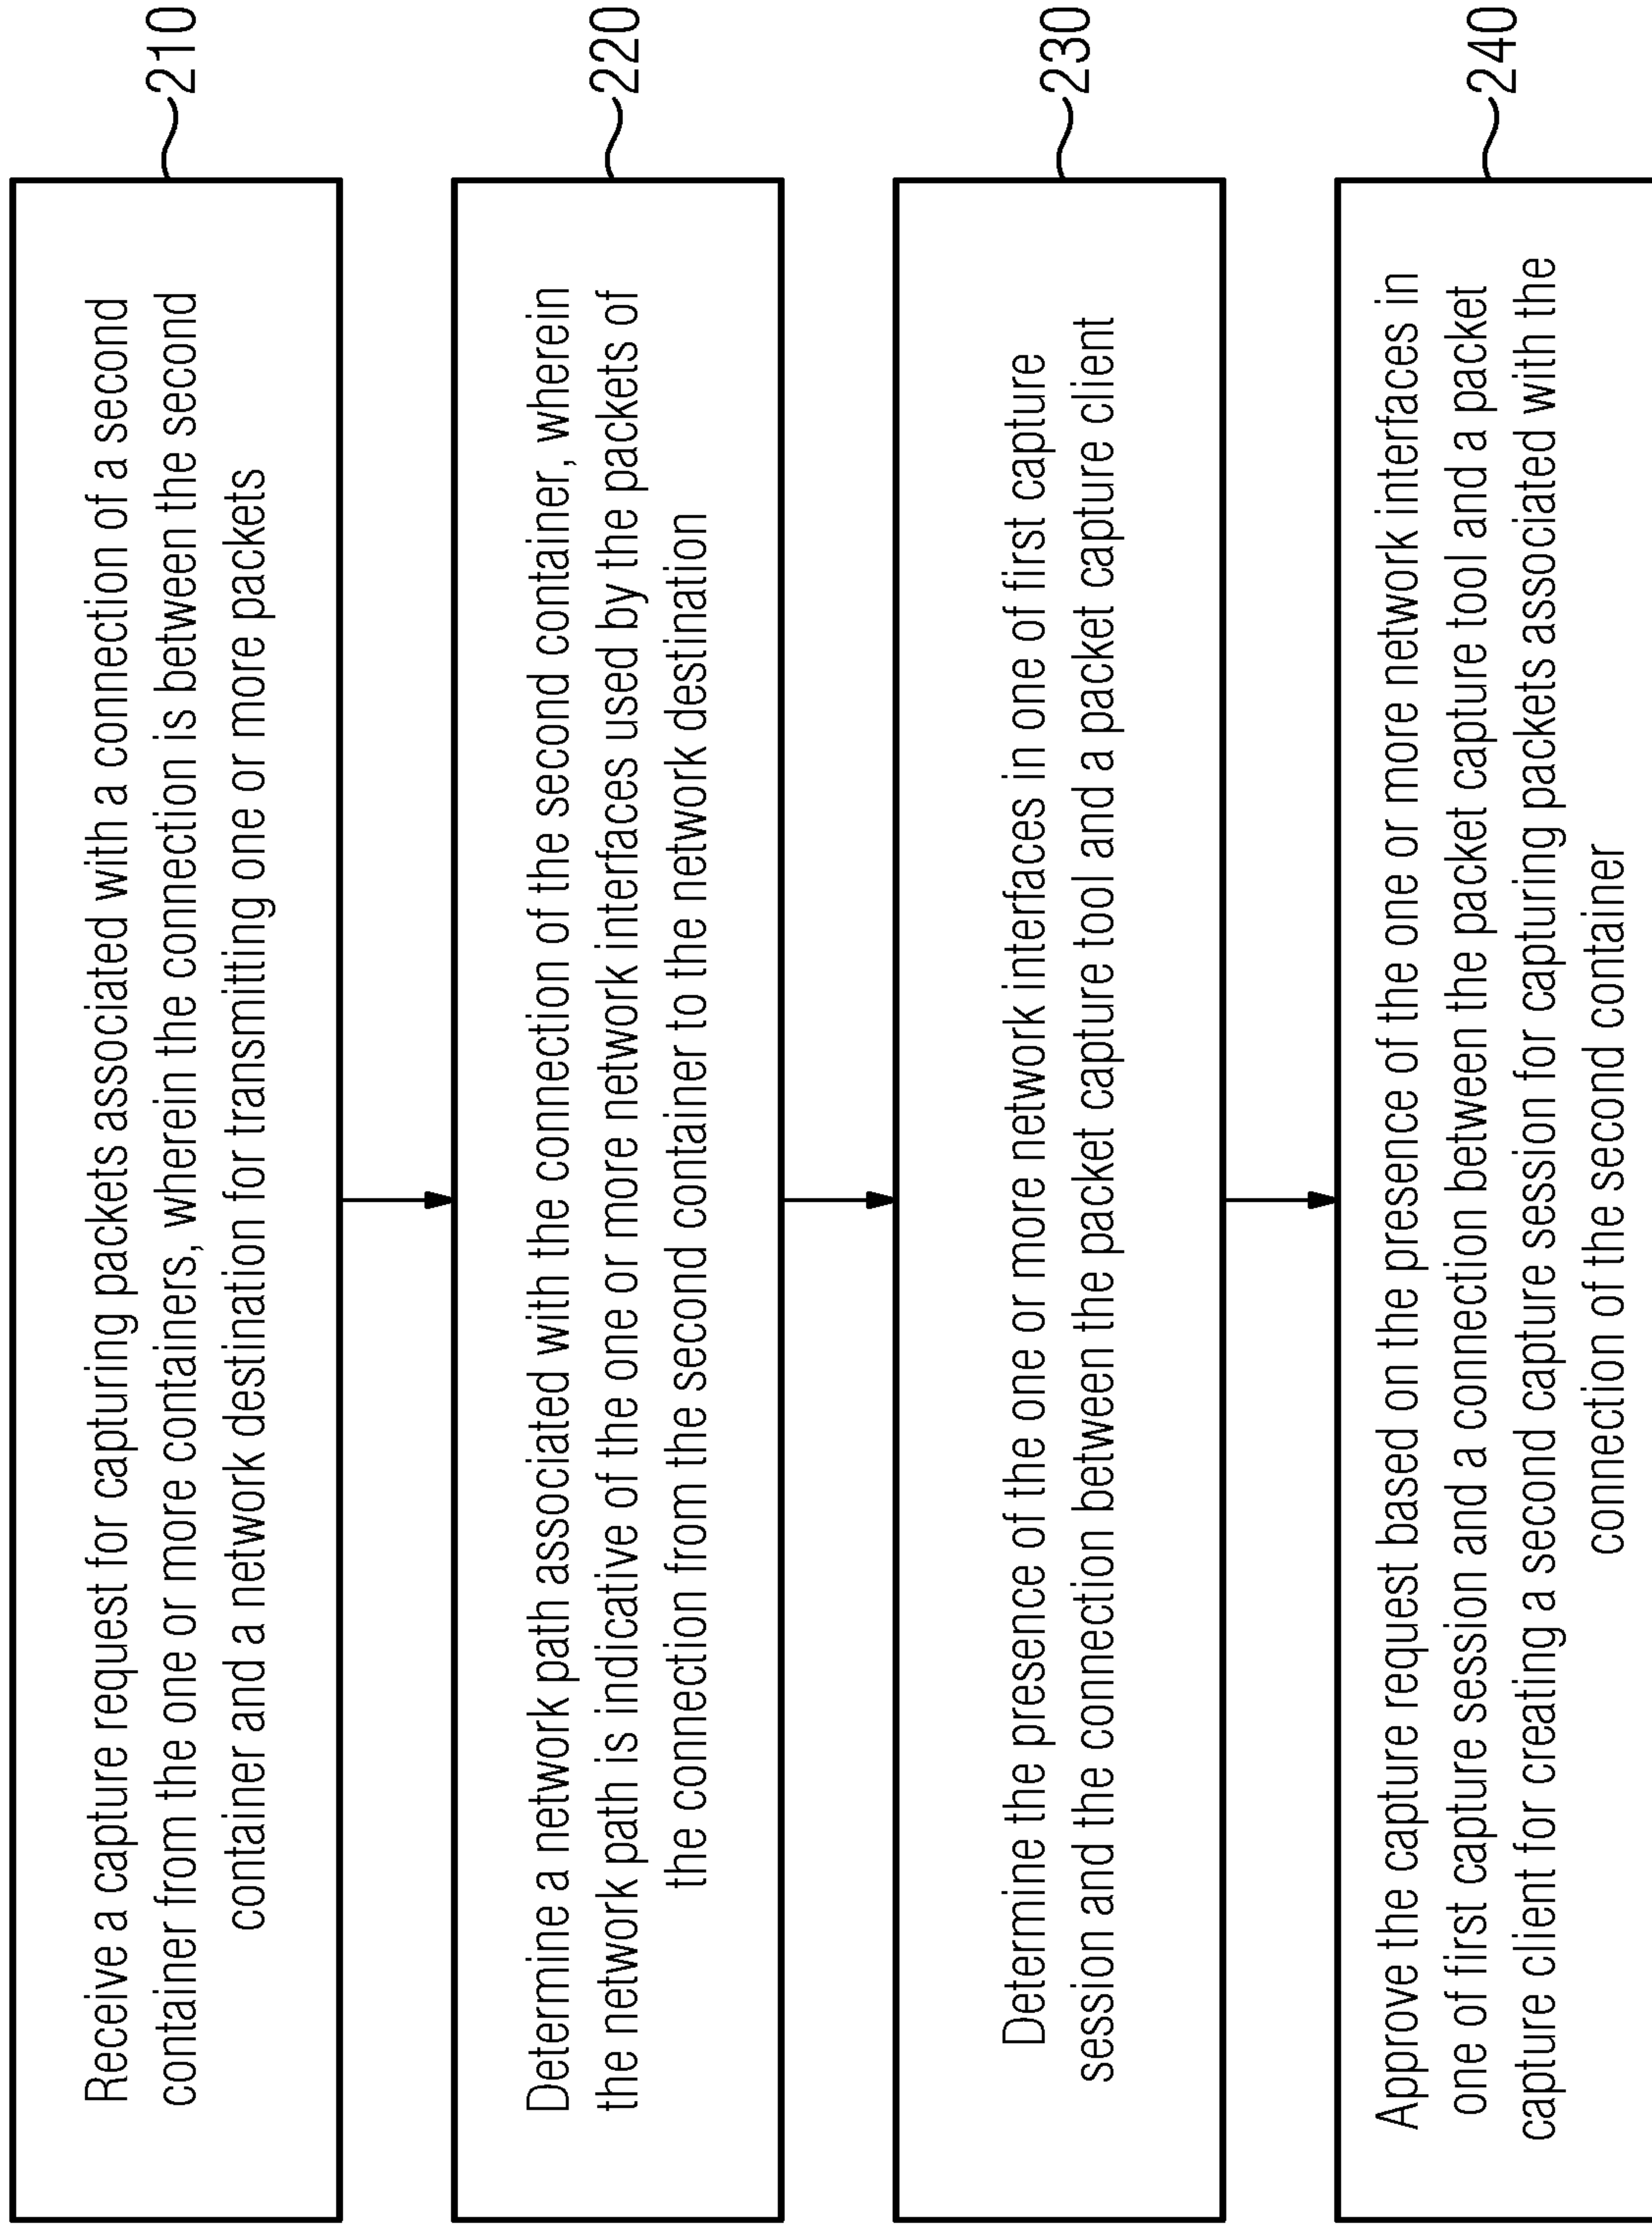 Receive a capture request for capturing packets associated with a connection of a second
container from the one or more containers, wherein the connection is between the second
container and a network destination for transmitting one or more packets
210
Determine a network path associated with the connection of the second container, wherein
the network path is indicative of the one or more network interfaces used by the packets of
the connection from the second container to the network destination
220
Determine the presence of the one or more network interfaces in one of first capture
session and the connection between the packet capture tool and a packet capture client
230
Approve the capture request based on the presence of the one or more network interfaces in
one of first capture session and a connection between the packet capture tool and a packet
capture client for creating a second capture session for capturing packets associated with the
connection of the second container
240